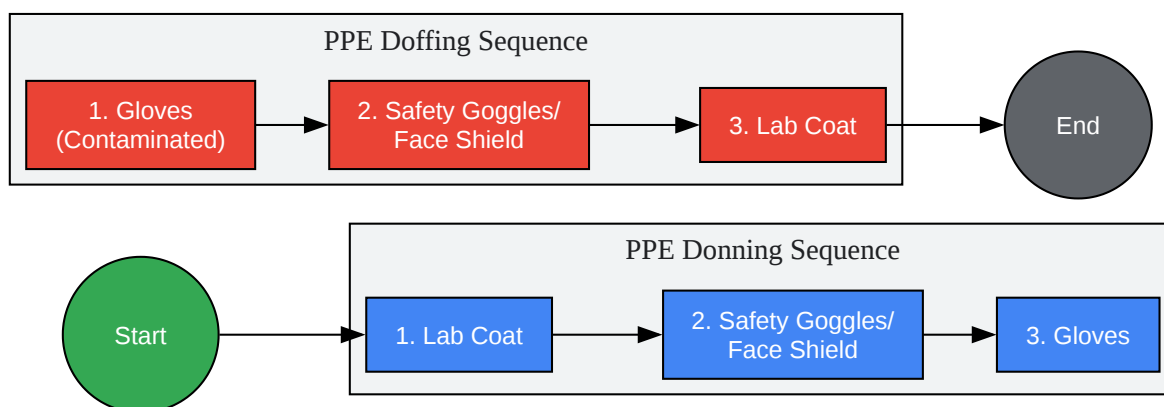 PPE Doffing Sequence
1. Gloves
(Contaminated)
2. Safety Goggles/
Face Shield
3. Lab Coat
End
PPE Donning Sequence
Start
1. Lab Coat
2. Safety Goggles/
Face Shield
3. Gloves